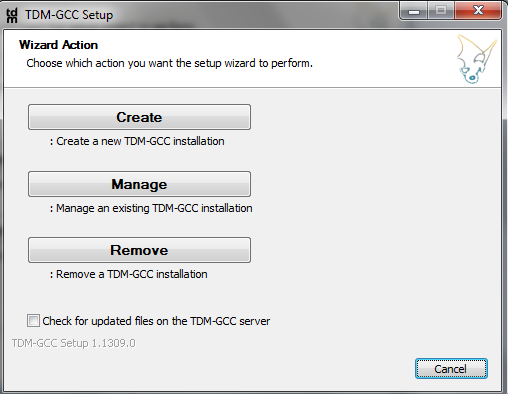 TDM-GCC Setup
Wizard Action
Choose which action you want the setup wizard to perform.
Create
: Create a new TDM-GCC installation
Manage
: Manage an existing TDM-GCC installation
Remove
: Remove a TDM-GCC installation
Check for updated files on the TDM-GCC server
TDM-GCC Setup 1.1309.0
Cancel